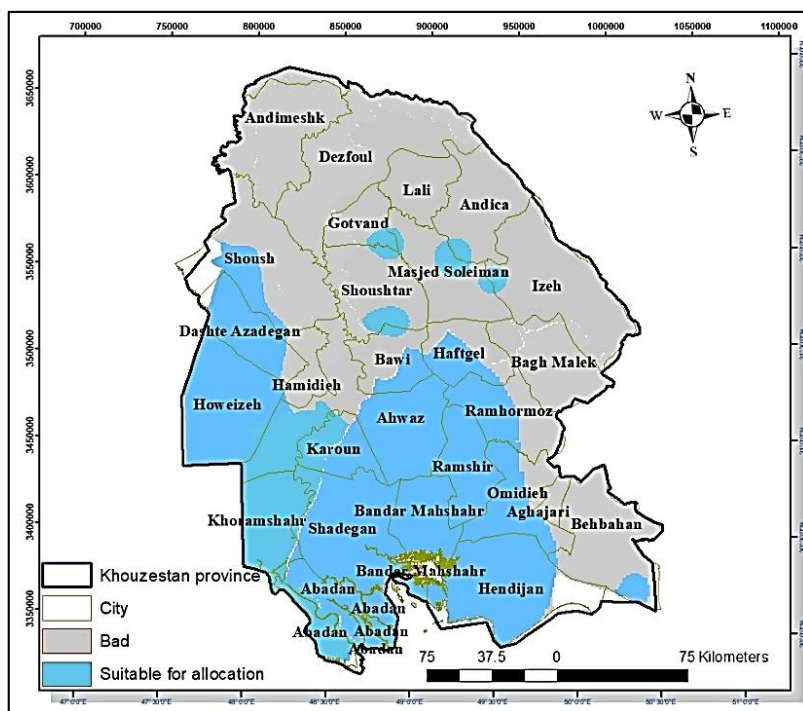 700000 750000 800000 850000 900000 950000 1000000 1050000 1100000
3650000
3600000
3550000
3500000
3450000
3400000
3350000
N
W E
S
Andimeshk
Dezfoul
Lali
Andica
Gotvand
Shoush
Masjed Soleiman
Izeh
Shoushtar
Dashte Azadegan
Bawi
Haftgel
Bagh Malek
Hamidieh
Howeizeh
Ahwaz
Ramhormoz
Karoun
Ramshir
Omidieh
Khoramshahr
Bandar Mahshahr
Aghajari
Shadegan
Behbahan
Bandar Mahshahr
Abadan
Hendijan
Abadan
Abadan
Abadan
Abadan
Khouzestan province
City
Bad
Suitable for allocation
75 37.5 0 75 Kilometers